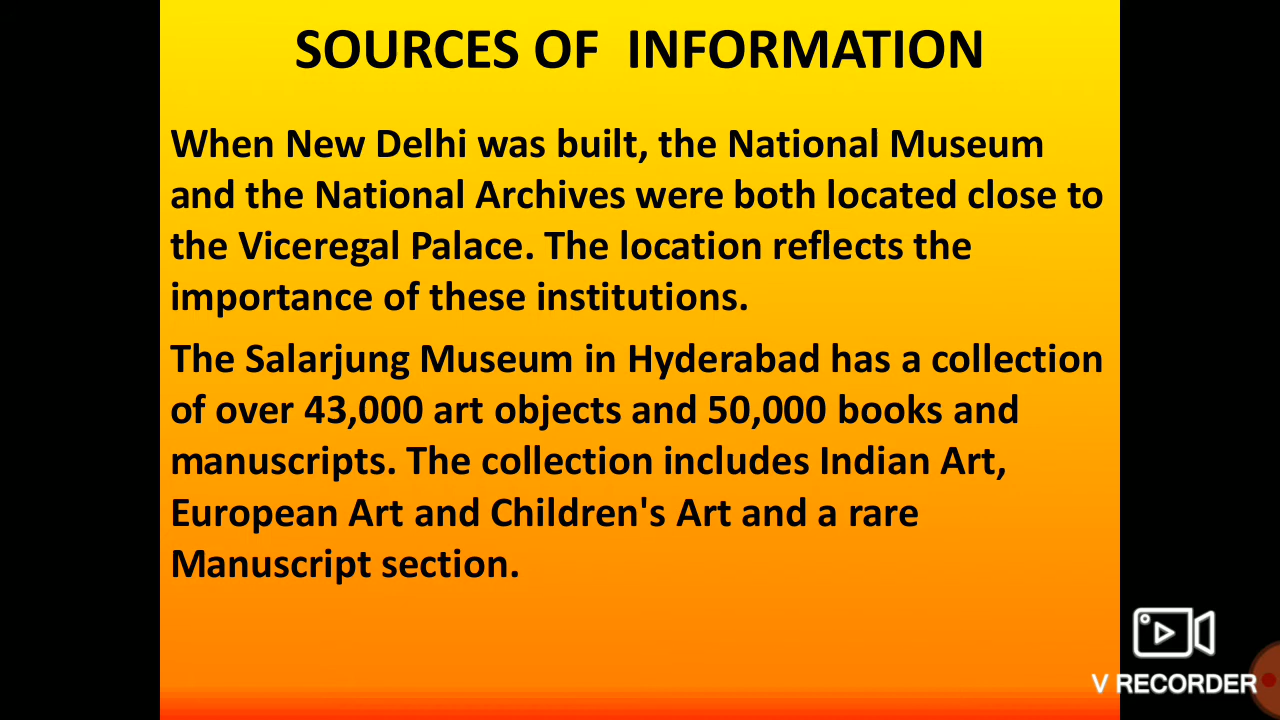 SOURCES OF INFORMATION
When New Delhi was built, the National Museum
and the National Archives were both located close to
the Viceregal Palace. The location reflects the
importance of these institutions.
The Salarjung Museum in Hyderabad has a collection
of over 43,000 art objects and 50,000 books and
manuscripts. The collection includes Indian Art,
European Art and Children's Art and a rare
Manuscript section.
V RECORDER